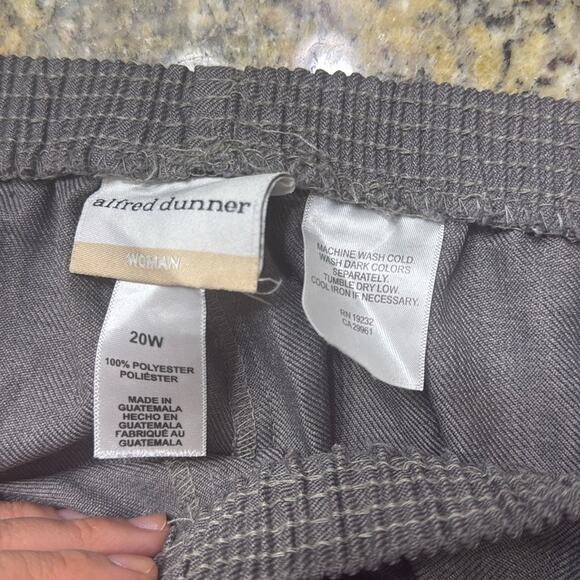 alfred dunner
WOMAN
20W
100% POLYESTER
POLIÉSTER
MADE IN
GUATEMALA
HECHO EN
GUATEMALA
FABRIQUÉ AU
GUATEMALA
MACHINE WASH COLD.
WASH DARK COLORS
SEPARATELY.
TUMBLE DRY LOW.
COOL IRON IF NECESSARY.
RN 19232
CA29961